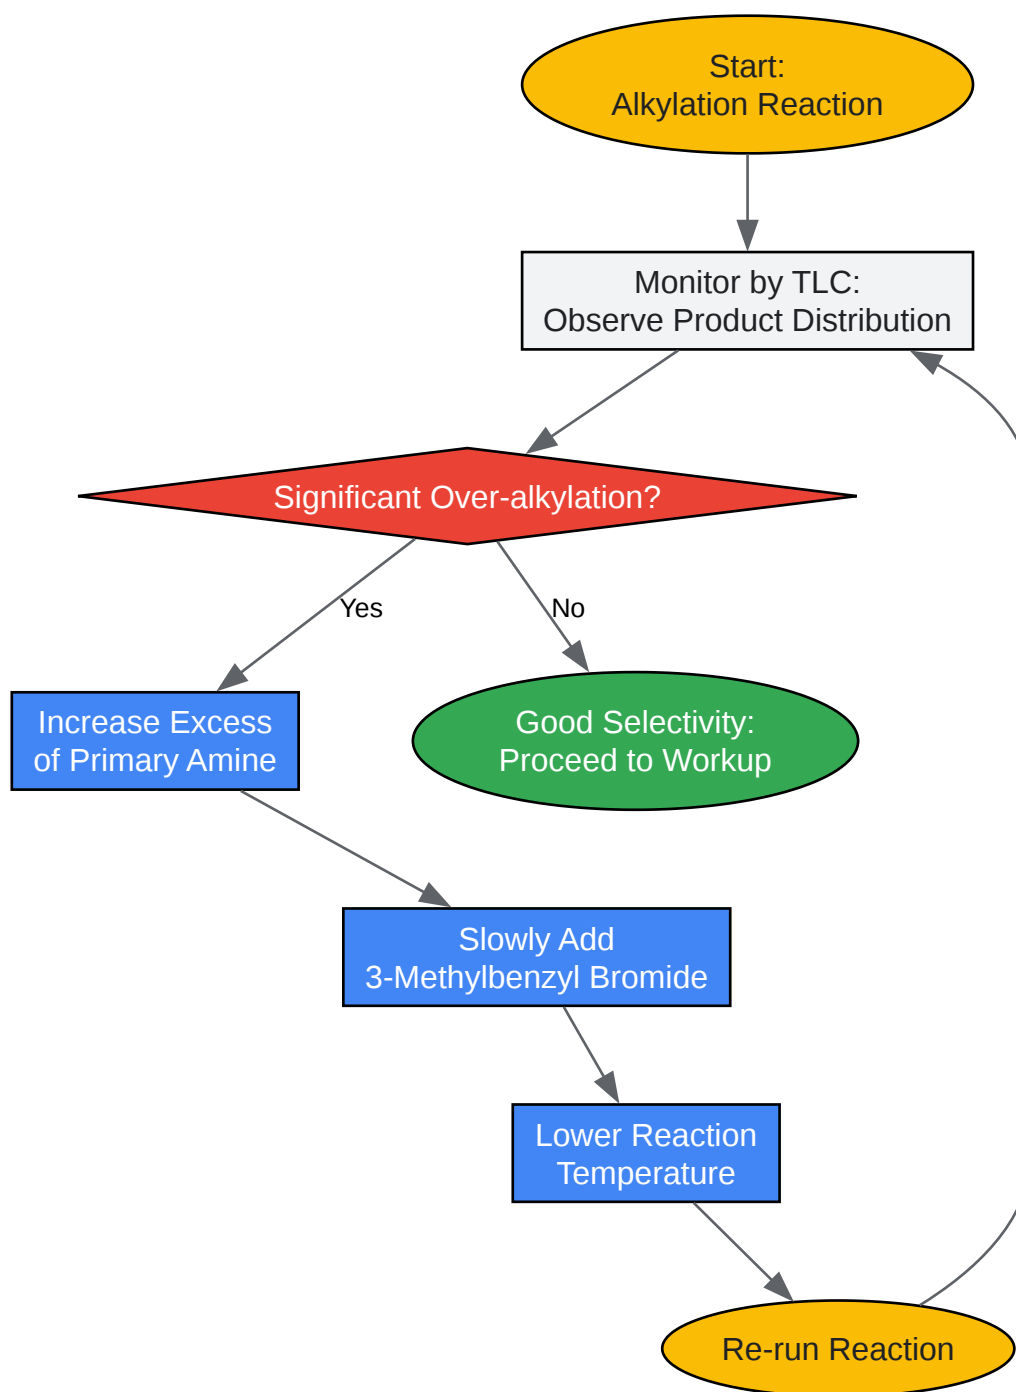 Start:
Alkylation Reaction
Monitor by TLC:
Observe Product Distribution
Significant Over-alkylation?
Yes
No
Increase Excess
of Primary Amine
Good Selectivity:
Proceed to Workup
Slowly Add
3-Methylbenzyl Bromide
Lower Reaction
Temperature
Re-run Reaction